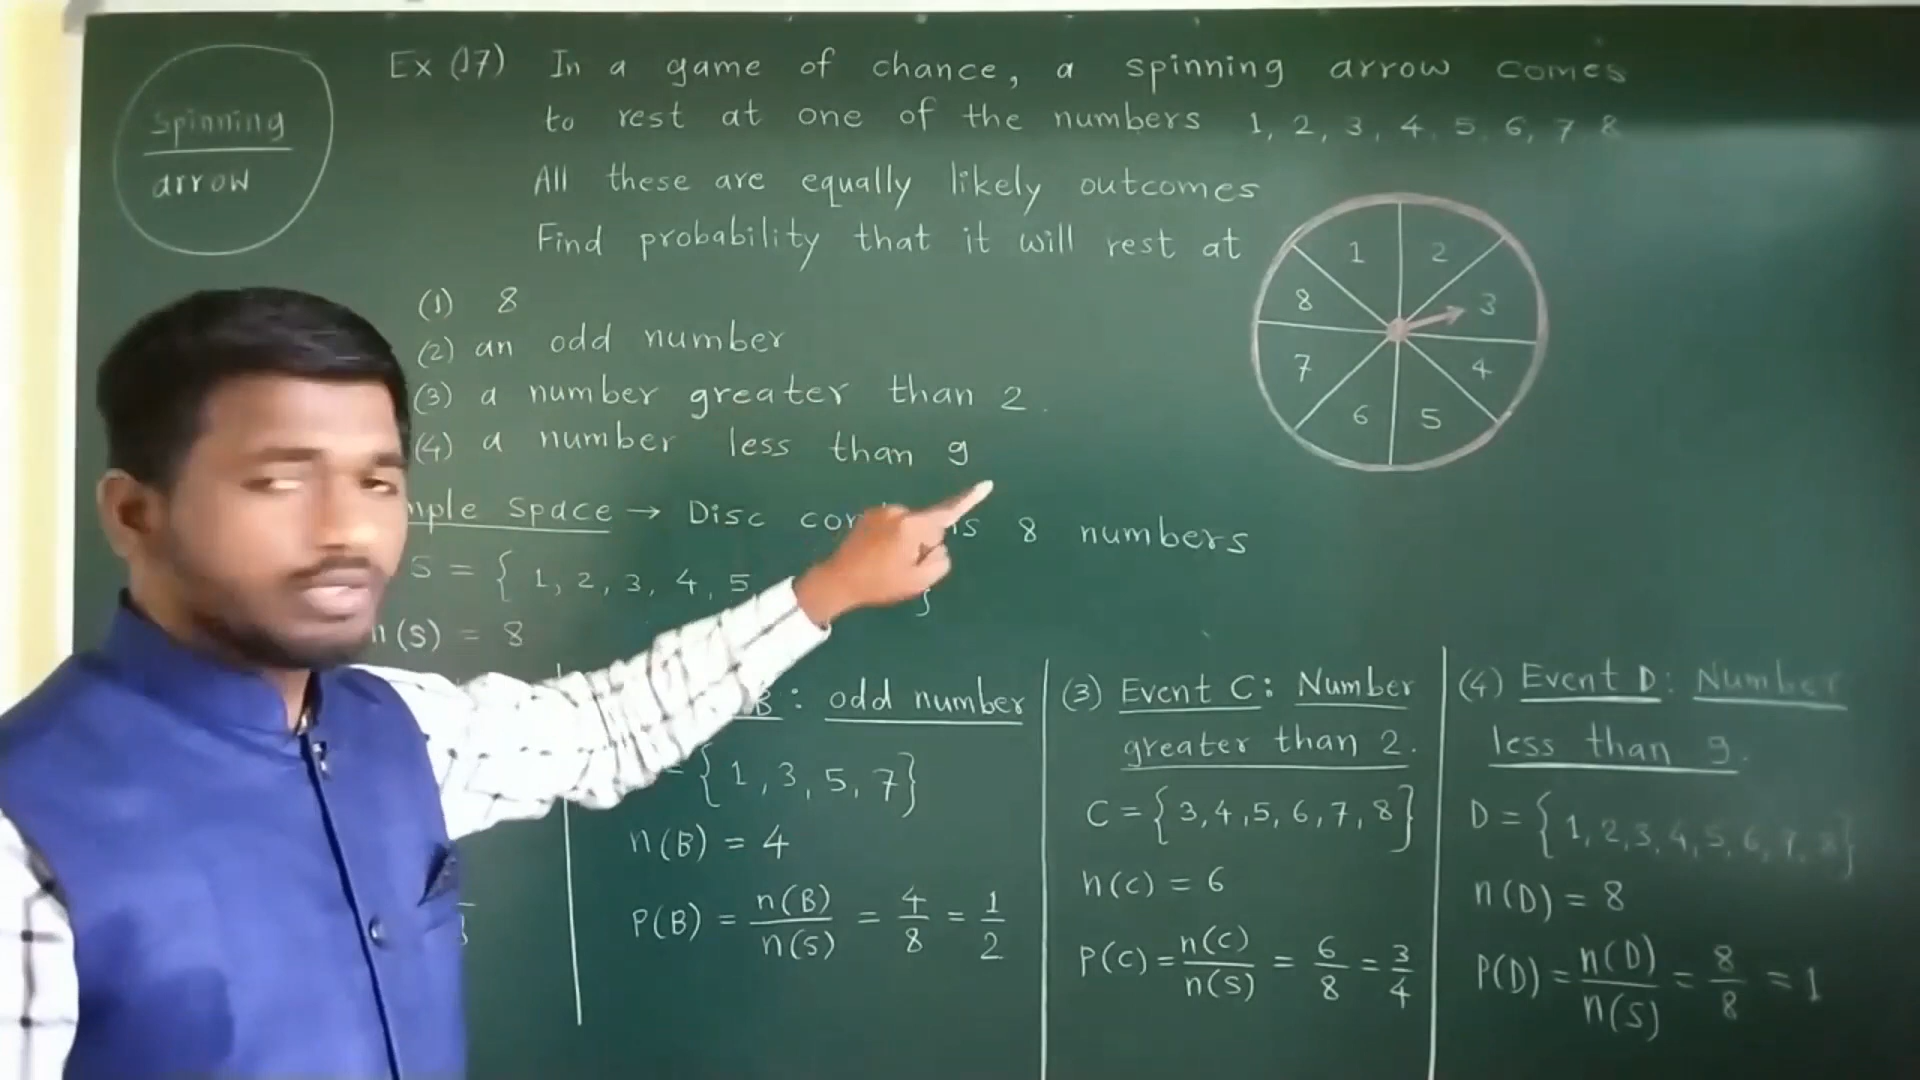 spinning
arrow
Ex (17) In a game of chance, a spinning arrow comes
to rest at one of the numbers 1, 2, 3, 4, 5, 6, 7 8
All these are equally likely outcomes
Find probability that it will rest at
(1) 8
(2) an odd number
(3) a number greater than 2.
(4) a number less than 9
1 2
8 3
7 4
6 5
Space → Disc 8 numbers
S = { 1, 2, 3, 4, 5 }
n(S) = 8
B : odd number
= {1, 3, 5, 7}
n(B) = 4
P(B) = n(B)/n(S) = 4/8 = 1/2
(3) Event C: Number
greater than 2.
C = {3,4,5,6,7,8}
n(C) = 6
P(C) = n(C)/n(S) = 6/8 = 3/4
(4) Event D: Number
less than 9.
D = {1,2,3,4,5,6,7,8}
n(D) = 8
P(D) = n(D)/n(S) = 8/8 = 1